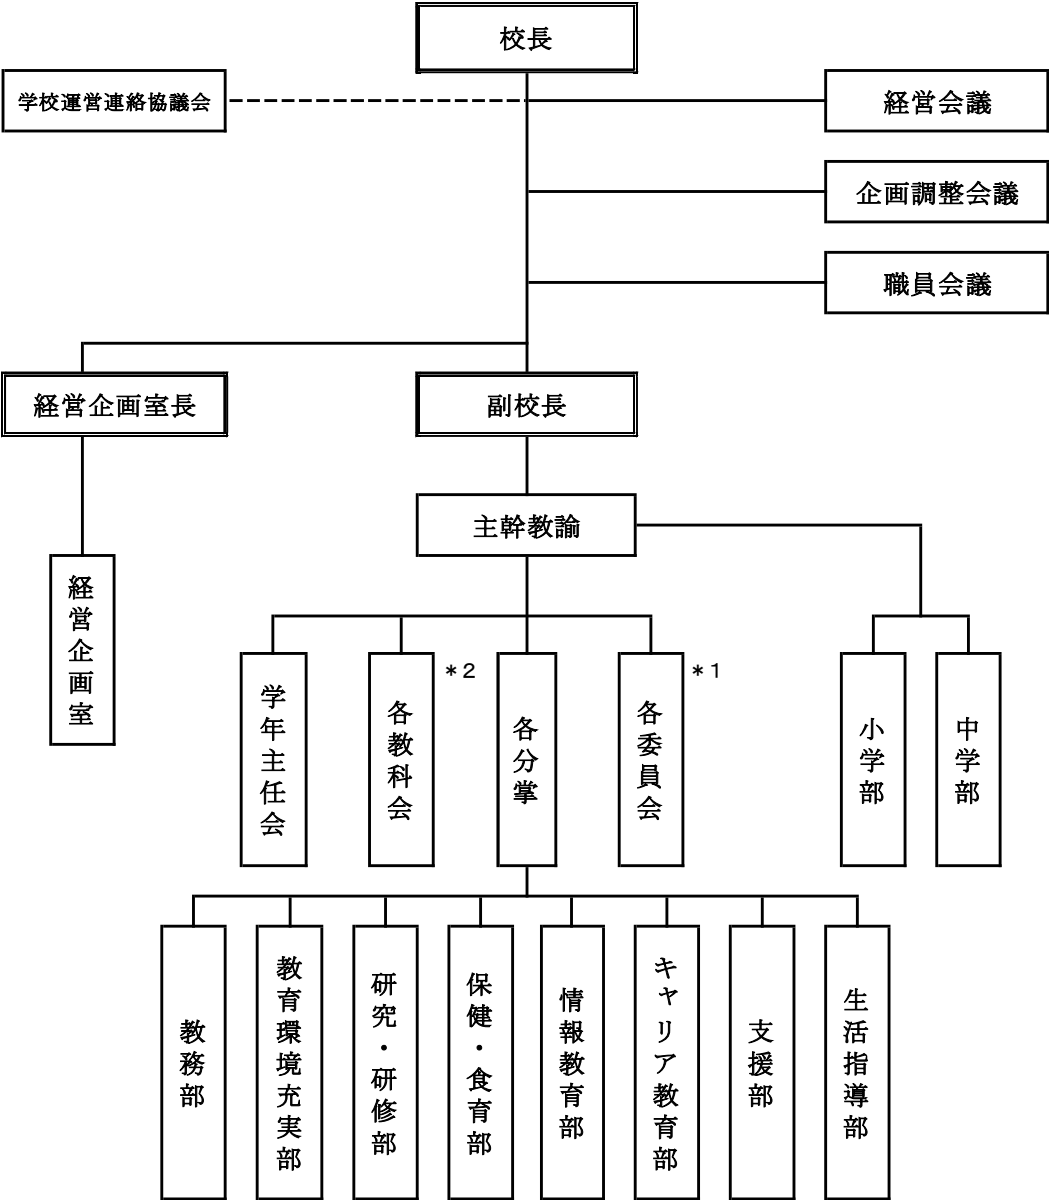 校長
学校運営連絡協議会
経営会議
企画調整会議
職員会議
経営企画室長
副校長
主幹教諭
経営企画室
学年主任会
各教科会
＊２
各分掌
各委員会
＊１
小学部
中学部
教務部
教育環境充実部
研究・研修部
保健・食育部
情報教育部
キャリア教育部
支援部
生活指導部